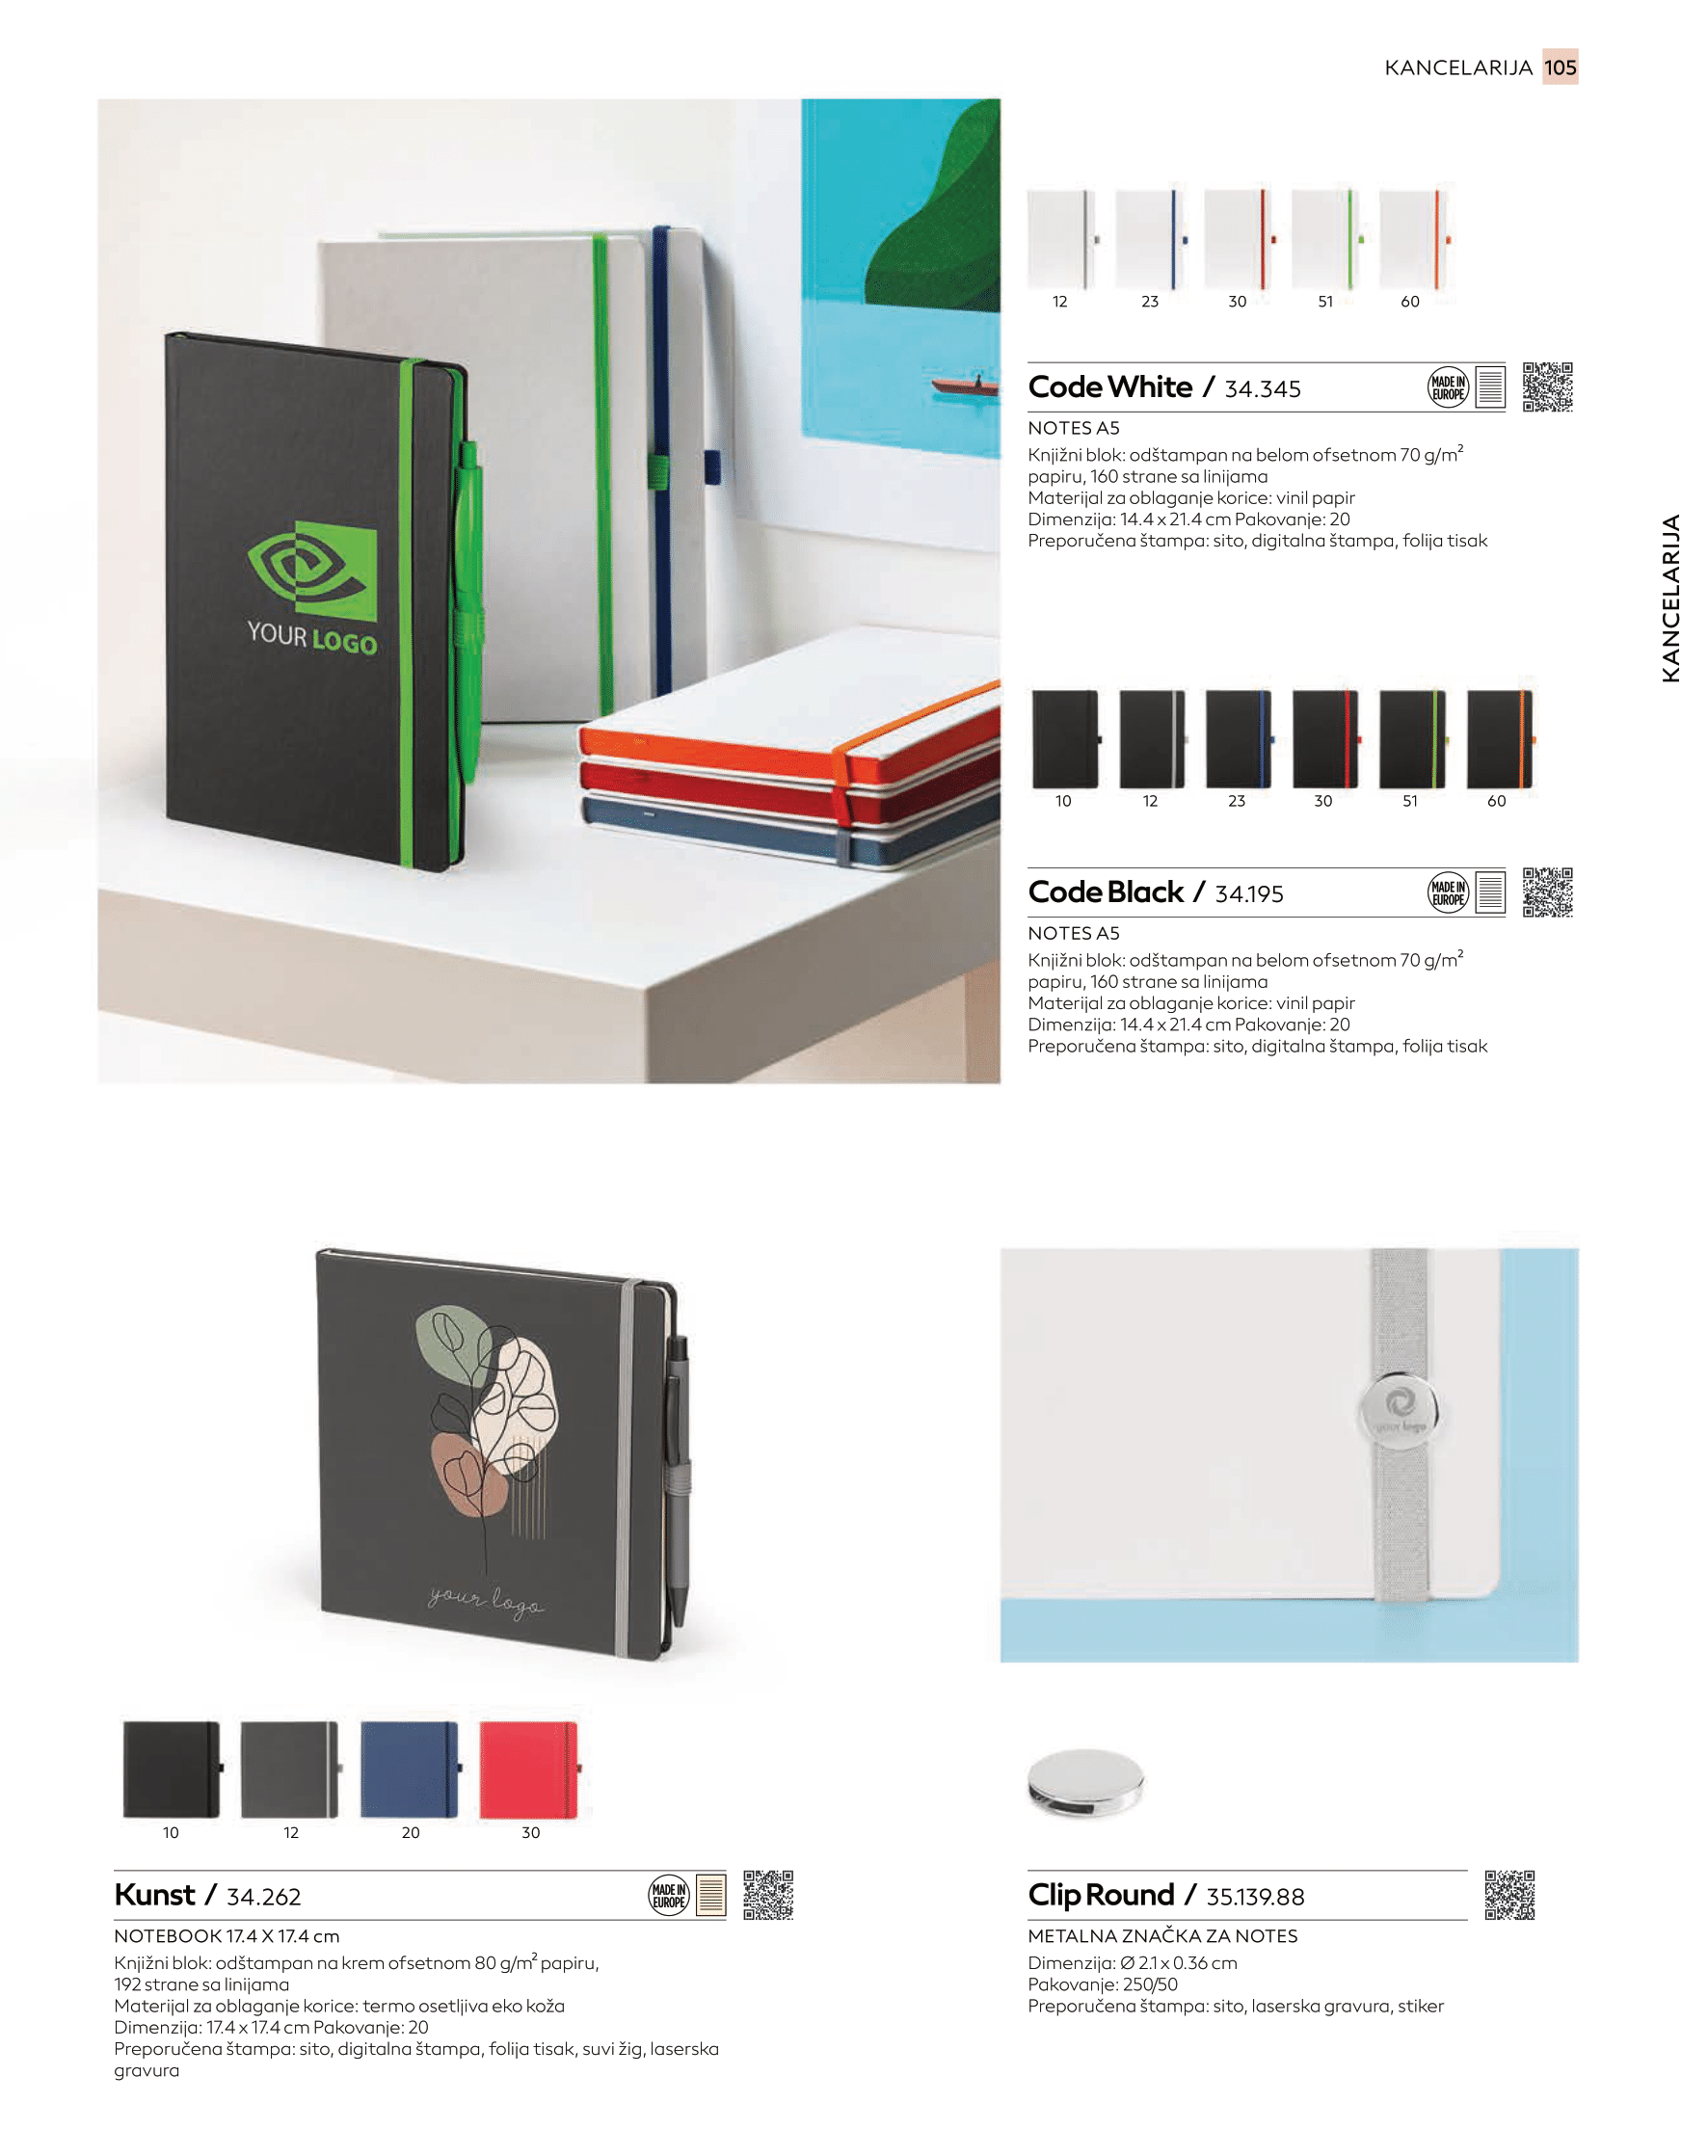 KANCELARIJA 105
12 23 30 51 60
Code White / 34.345
MADE IN
EUROPE
NOTES A5
Knjižni blok: odštampan na belom ofsetnom 70 g/m²
papiru, 160 strane sa linijama
Materijal za oblaganje korice: vinil papir
Dimenzija: 14.4 x 21.4 cm Pakovanje: 20
Preporučena štampa: sito, digitalna štampa, folija tisak
KANCELARIJA
YOUR LOGO
10 12 23 30 51 60
Code Black / 34.195
MADE IN
EUROPE
NOTES A5
Knjižni blok: odštampan na belom ofsetnom 70 g/m²
papiru, 160 strane sa linijama
Materijal za oblaganje korice: vinil papir
Dimenzija: 14.4 x 21.4 cm Pakovanje: 20
Preporučena štampa: sito, digitalna štampa, folija tisak
your logo
your logo
10 12 20 30
Kunst / 34.262
MADE IN
EUROPE
NOTEBOOK 17.4 X 17.4 cm
Knjižni blok: odštampan na krem ofsetnom 80 g/m² papiru,
192 strane sa linijama
Materijal za oblaganje korice: termo osetljiva eko koža
Dimenzija: 17.4 x 17.4 cm Pakovanje: 20
Preporučena štampa: sito, digitalna štampa, folija tisak, suvi žig, laserska
gravura
Clip Round / 35.139.88
METALNA ZNAČKA ZA NOTES
Dimenzija: Ø 2.1 x 0.36 cm
Pakovanje: 250/50
Preporučena štampa: sito, laserska gravura, stiker